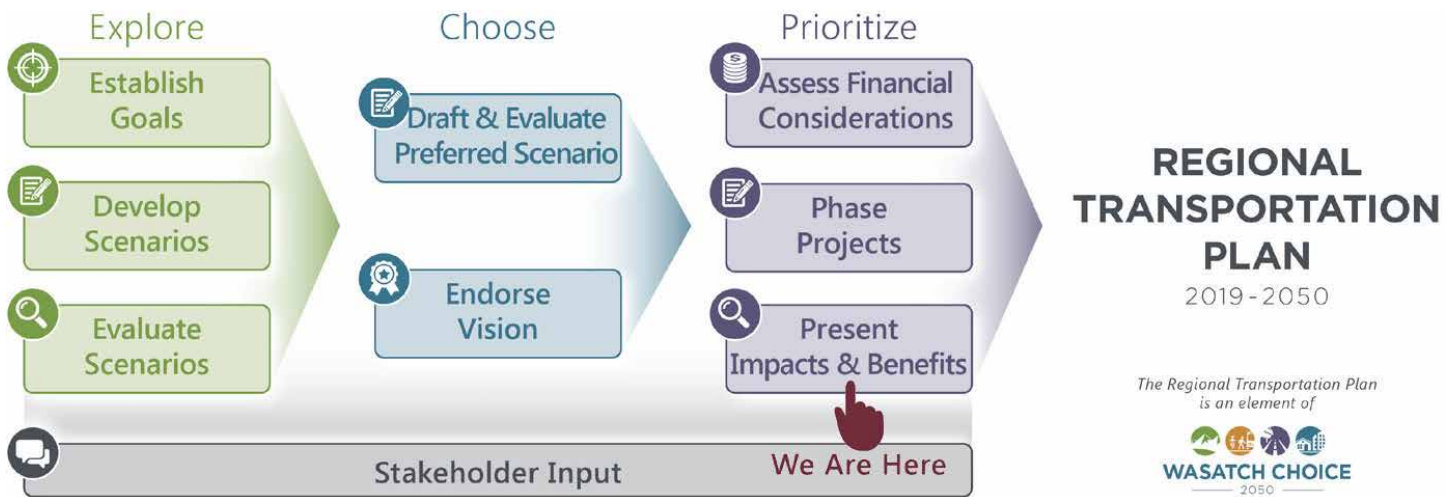 Explore
Establish
Goals
Develop
Scenarios
Evaluate
Scenarios
Choose
Draft & Evaluate
Preferred Scenario
Endorse
Vision
Prioritize
$
Assess Financial
Considerations
Phase
Projects
Present
Impacts & Benefits
Stakeholder Input
We Are Here
REGIONAL
TRANSPORTATION
PLAN
2019-2050
The Regional Transportation Plan
is an element of
WASATCH CHOICE
2050